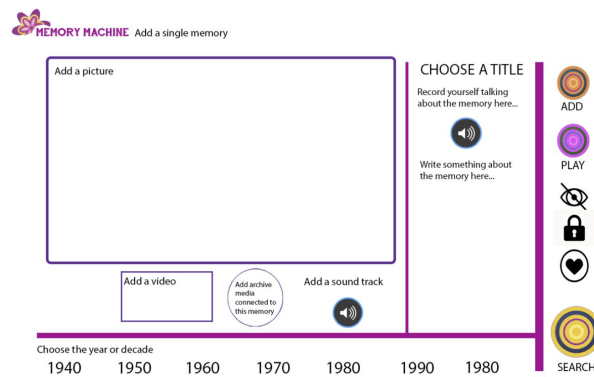 MEMORY MACHINE Add a single memory
Add a picture
CHOOSE A TITLE
Record yourself talking
about the memory here...
Write something about
the memory here...
ADD
PLAY
Add a video
Add archive
media
connected to
this memory
Add a sound track
Choose the year or decade
1940 1950 1960 1970 1980 1990 1980
SEARCH